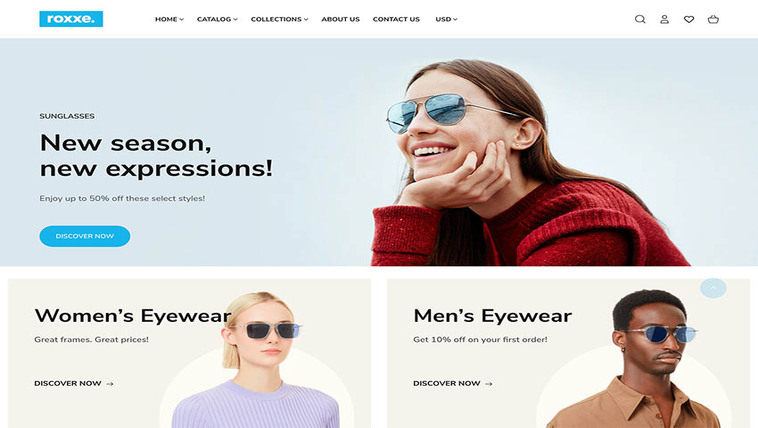 roxxe.
HOME CATALOG COLLECTIONS ABOUT US CONTACT US USD
SUNGLASSES
New season,
new expressions!
Enjoy up to 50% off these select styles!
DISCOVER NOW
Women's Eyewear
Great frames. Great prices!
DISCOVER NOW →
Men's Eyewear
Get 10% off on your first order!
DISCOVER NOW →